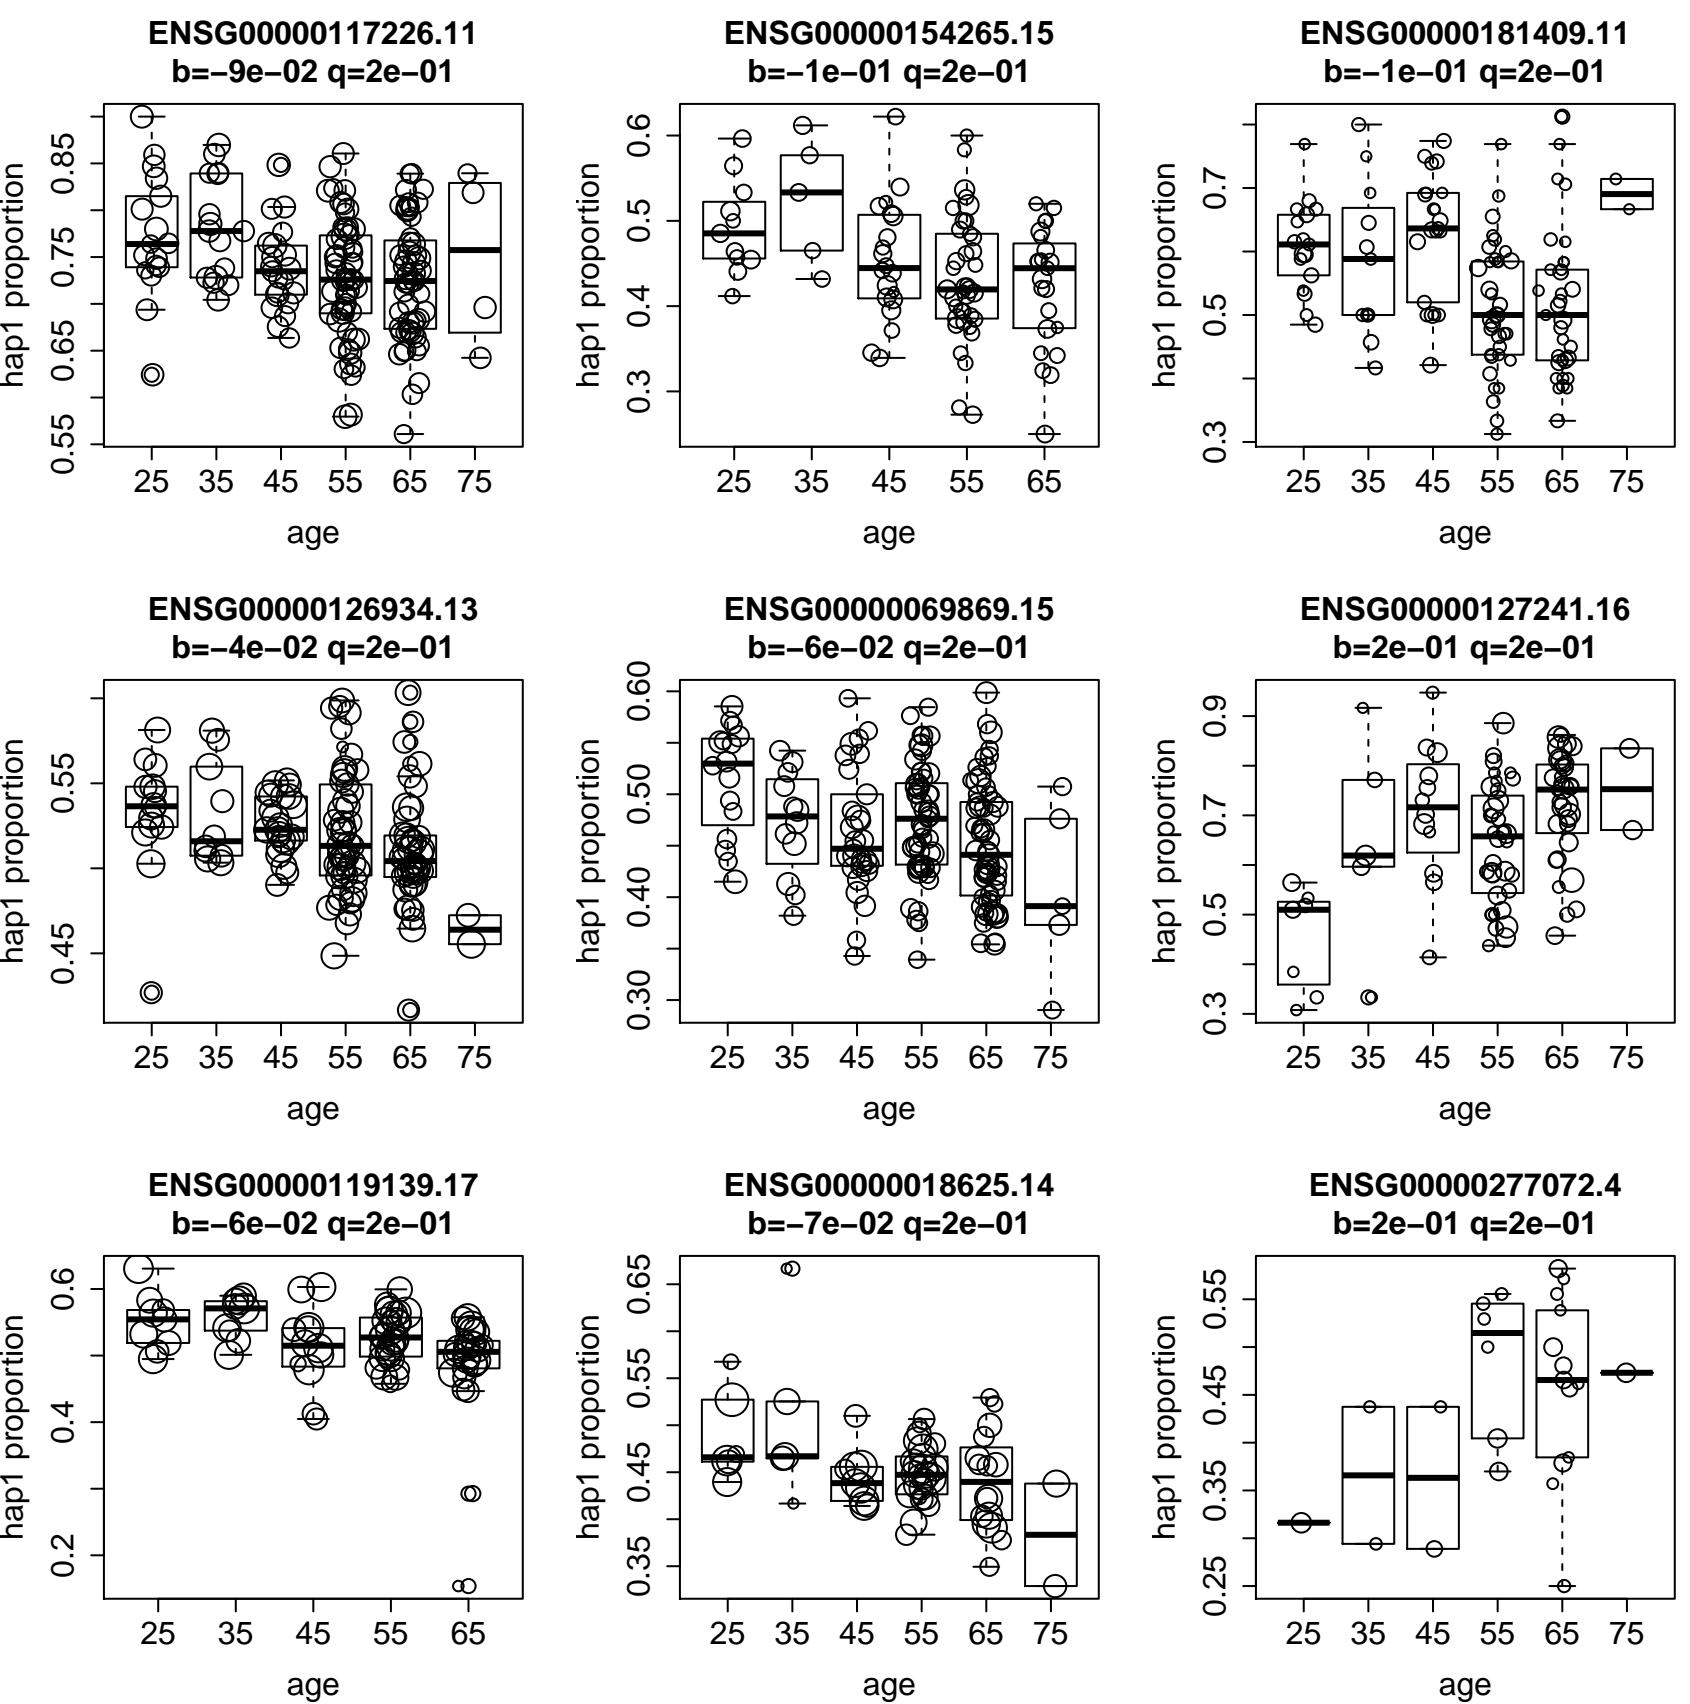 ENSG00000117226.11
b=−9e−02 q=2e−01
hap1 proportion
0.55 0.65 0.75 0.85
25 35 45 55 65 75
age
ENSG00000154265.15
b=−1e−01 q=2e−01
hap1 proportion
0.3 0.4 0.5 0.6
25 35 45 55 65
age
ENSG00000181409.11
b=−1e−01 q=2e−01
hap1 proportion
0.3 0.5 0.7
25 35 45 55 65 75
age
ENSG00000126934.13
b=−4e−02 q=2e−01
hap1 proportion
0.45 0.55
25 35 45 55 65 75
age
ENSG00000069869.15
b=−6e−02 q=2e−01
hap1 proportion
0.30 0.40 0.50 0.60
25 35 45 55 65 75
age
ENSG00000127241.16
b=2e−01 q=2e−01
hap1 proportion
0.3 0.5 0.7 0.9
25 35 45 55 65 75
age
ENSG00000119139.17
b=−6e−02 q=2e−01
hap1 proportion
0.2 0.4 0.6
25 35 45 55 65
age
ENSG00000018625.14
b=−7e−02 q=2e−01
hap1 proportion
0.35 0.45 0.55 0.65
25 35 45 55 65 75
age
ENSG00000277072.4
b=2e−01 q=2e−01
hap1 proportion
0.25 0.35 0.45 0.55
25 35 45 55 65 75
age